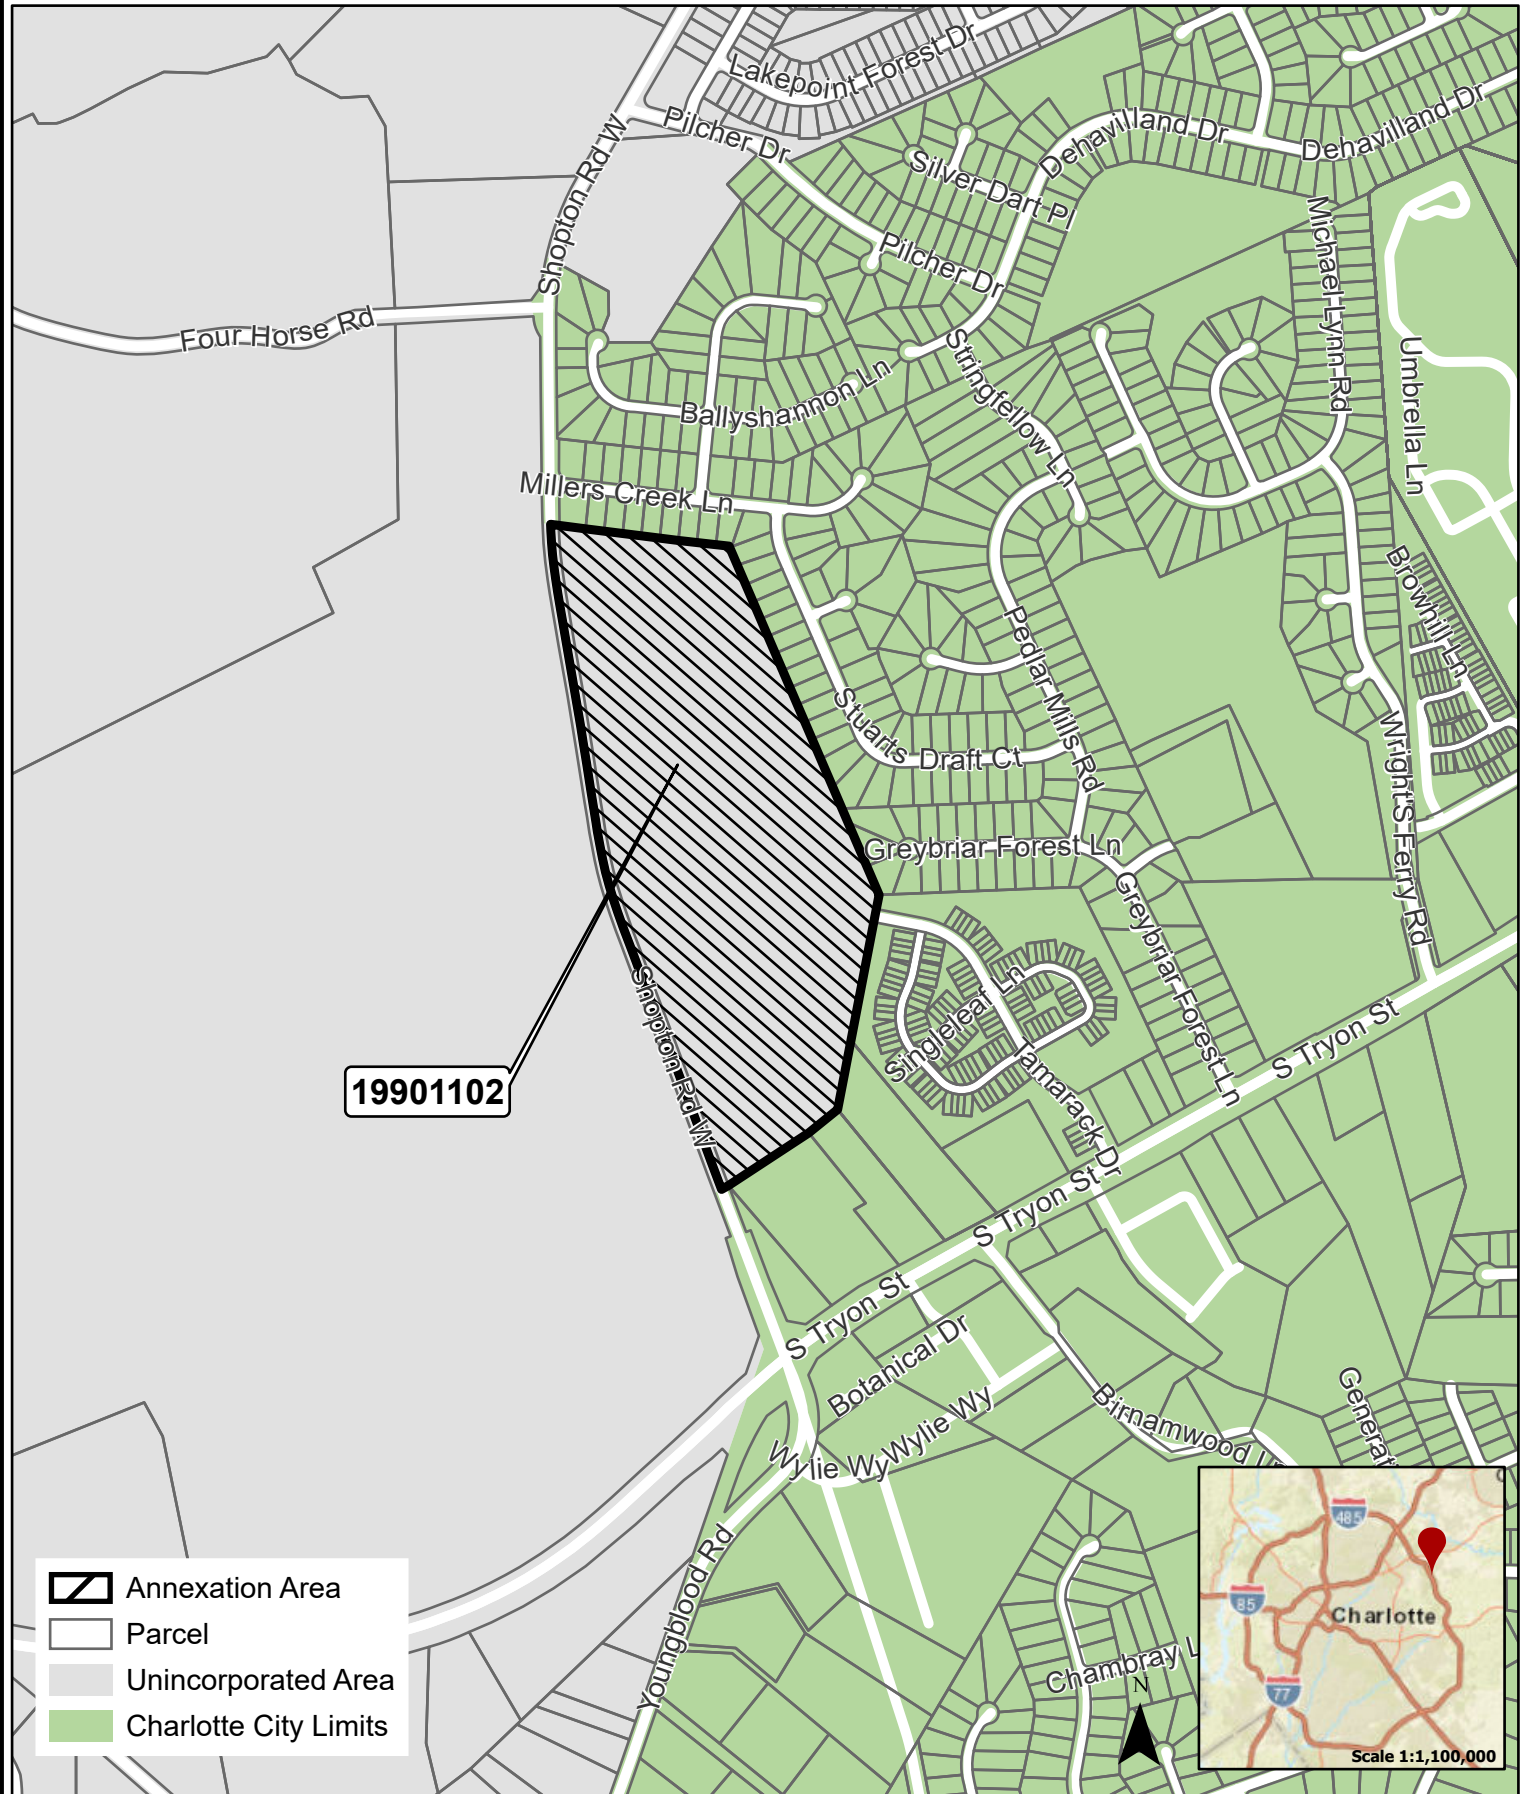 Lakepoint Forest Dr
Pilcher Dr
Dehavilland Dr
Dehavilland Dr
Shopton Rd W
Silver Dart Pl
Michael Lynn Rd
Pilcher Dr
Four Horse Rd
Stringfellow Ln
Umbrella Ln
Ballyshannon Ln
Millers Creek Ln
Browhill Ln
Pedlar Mills Rd
Stuarts Draft Ct
Wright'S Ferry Rd
Greybriar Forest Ln
Greybriar Forest Ln
Shopton Rd W
Singleleaf Ln
19901102
Tamarack Dr
S Tryon St
S Tryon St
S Tryon St
Botanical Dr
Birnamwood Ln
Wylie Wy
Wylie Wy
Youngblood Rd
Chambray L
N
Annexation Area
Parcel
Unincorporated Area
Charlotte City Limits
485
85
Charlotte
77
Scale 1:1,100,000